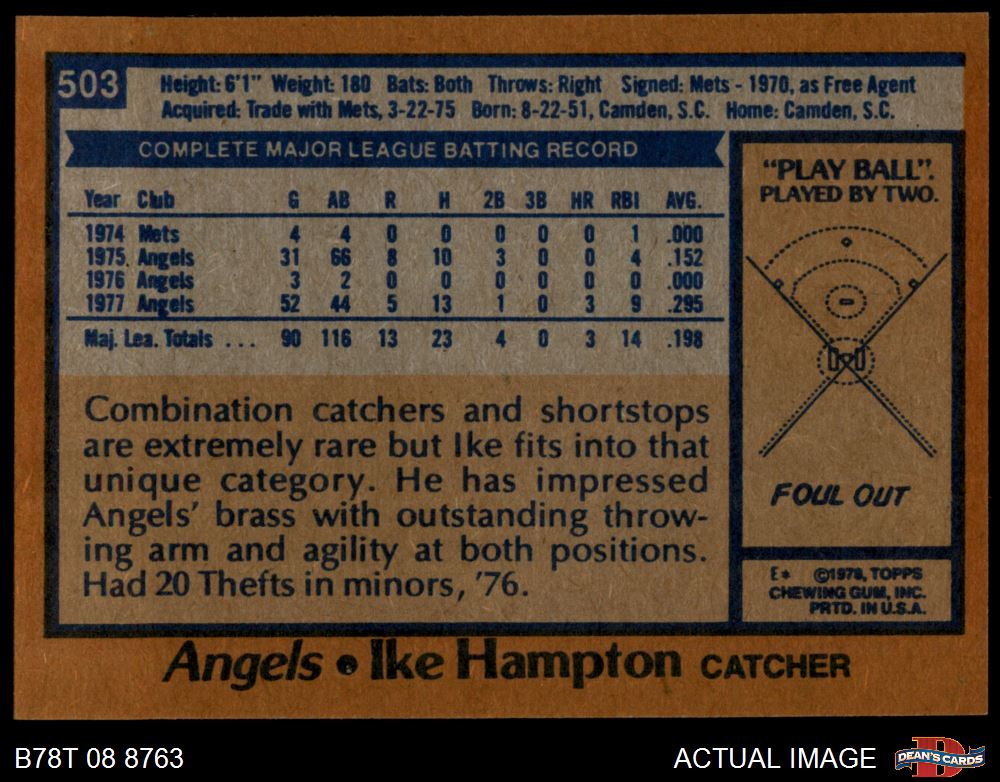 503
Height: 6'1" Weight: 180 Bats: Both Throws: Right Signed: Mets - 1970, as Free Agent
Acquired: Trade with Mets, 3-22-75 Born: 8-22-51, Camden, S.C. Home: Camden, S.C.
COMPLETE MAJOR LEAGUE BATTING RECORD
Year Club G AB R H 2B 3B HR RBI AVG.
1974 Mets 4 4 0 0 0 0 0 1 .000
1975 Angels 31 66 8 10 3 0 0 4 .152
1976 Angels 3 2 0 0 0 0 0 0 .000
1977 Angels 52 44 5 13 1 0 3 9 .295
Maj. Lea. Totals . . . 90 116 13 23 4 0 3 14 .198
Combination catchers and shortstops
are extremely rare but Ike fits into that
unique category. He has impressed
Angels' brass with outstanding throw-
ing arm and agility at both positions.
Had 20 Thefts in minors, '76.
"PLAY BALL".
PLAYED BY TWO.
FOUL OUT
E* ©1978, TOPPS
CHEWING GUM, INC.
PRTD. IN U.S.A.
Angels • Ike Hampton CATCHER
B78T 08 8763
ACTUAL IMAGE
D
DEAN'S CARDS